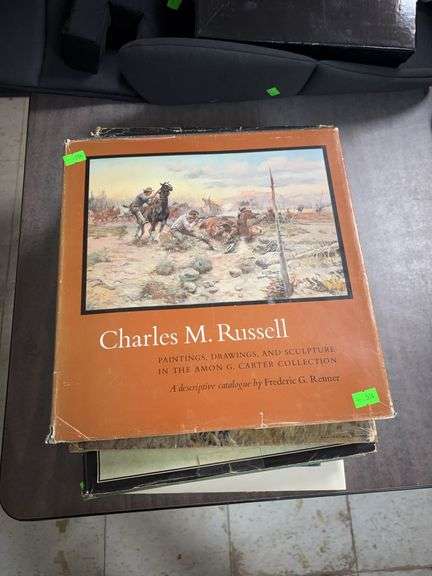 Charles M. Russell
PAINTINGS, DRAWINGS, AND SCULPTURE
IN THE AMON G. CARTER COLLECTION
A descriptive catalogue by Frederic G. Renner